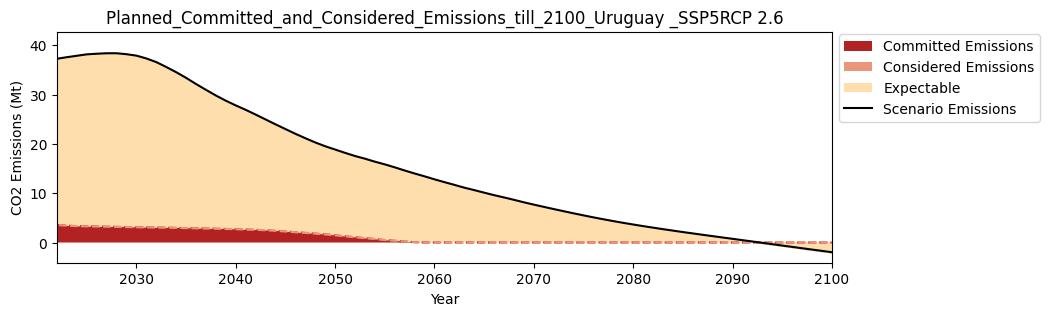 Planned_Committed_and_Considered_Emissions_till_2100_Uruguay _SSP5RCP 2.6
40
30
20
10
0
CO2 Emissions (Mt)
2030
2040
2050
2060
2070
2080
2090
2100
Year
Committed Emissions
Considered Emissions
Expectable
Scenario Emissions